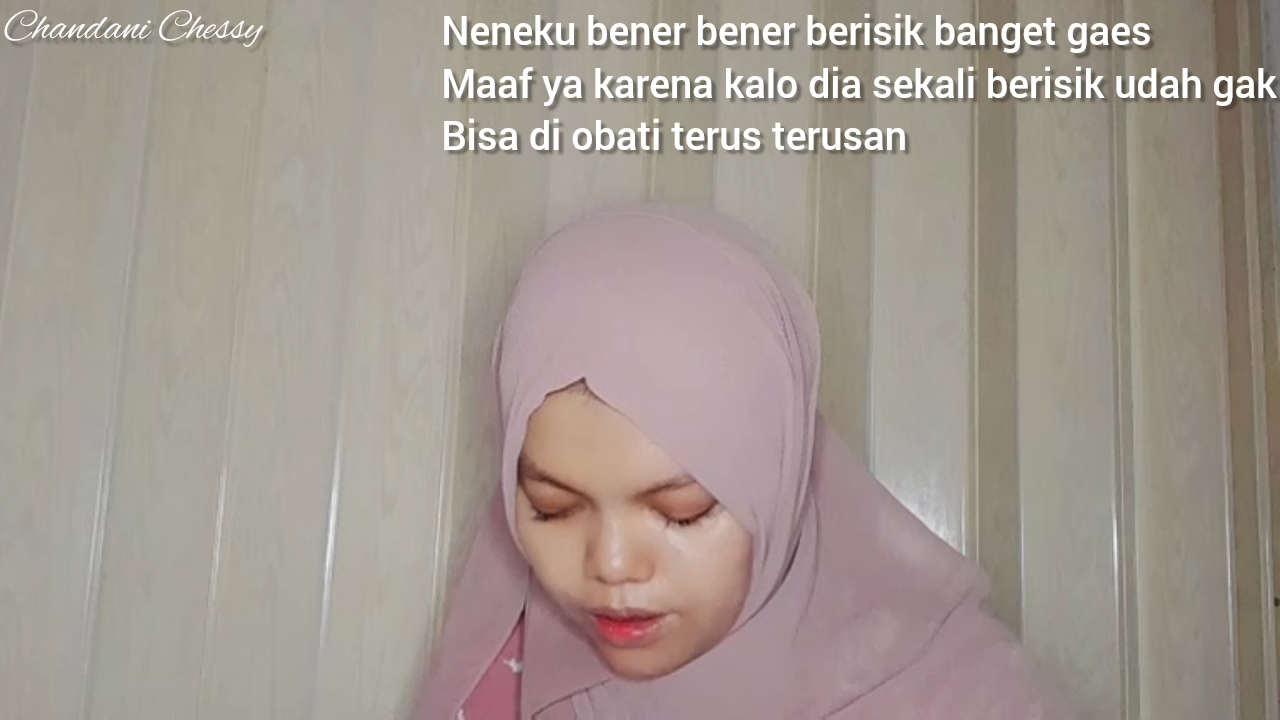 Chandani Chessy
Neneku bener bener berisik banget gaes
Maaf ya karena kalo dia sekali berisik udah gak
Bisa di obati terus terusan